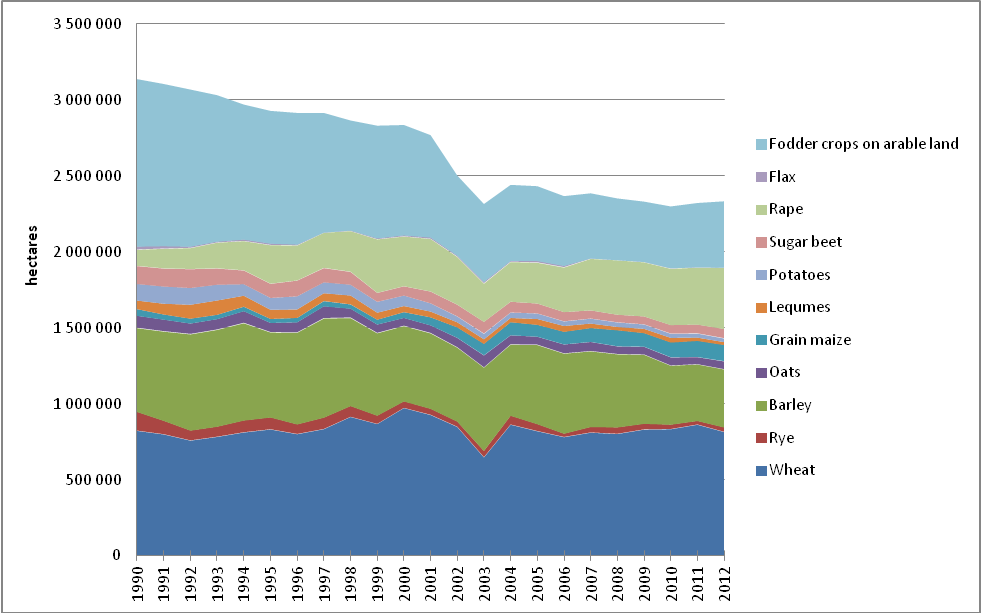 3 500 000
3 000 000
2 500 000
2 000 000
1 500 000
1 000 000
500 000
0
hectares
1990 1991 1992 1993 1994 1995 1996 1997 1998 1999 2000 2001 2002 2003 2004 2005 2006 2007 2008 2009 2010 2011 2012
Fodder crops on arable land
Flax
Rape
Sugar beet
Potatoes
Lequmes
Grain maize
Oats
Barley
Rye
Wheat